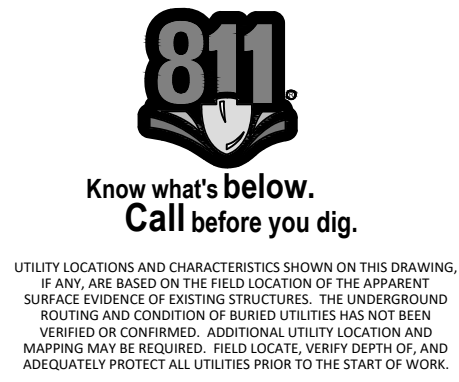 811
Know what's below.
Call before you dig.
UTILITY LOCATIONS AND CHARACTERISTICS SHOWN ON THIS DRAWING,
IF ANY, ARE BASED ON THE FIELD LOCATION OF THE APPARENT
SURFACE EVIDENCE OF EXISTING STRUCTURES.  THE UNDERGROUND
ROUTING AND CONDITION OF BURIED UTILITIES HAS NOT BEEN
VERIFIED OR CONFIRMED.  ADDITIONAL UTILITY LOCATION AND
MAPPING MAY BE REQUIRED.  FIELD LOCATE, VERIFY DEPTH OF, AND
ADEQUATELY PROTECT ALL UTILITIES PRIOR TO THE START OF WORK.